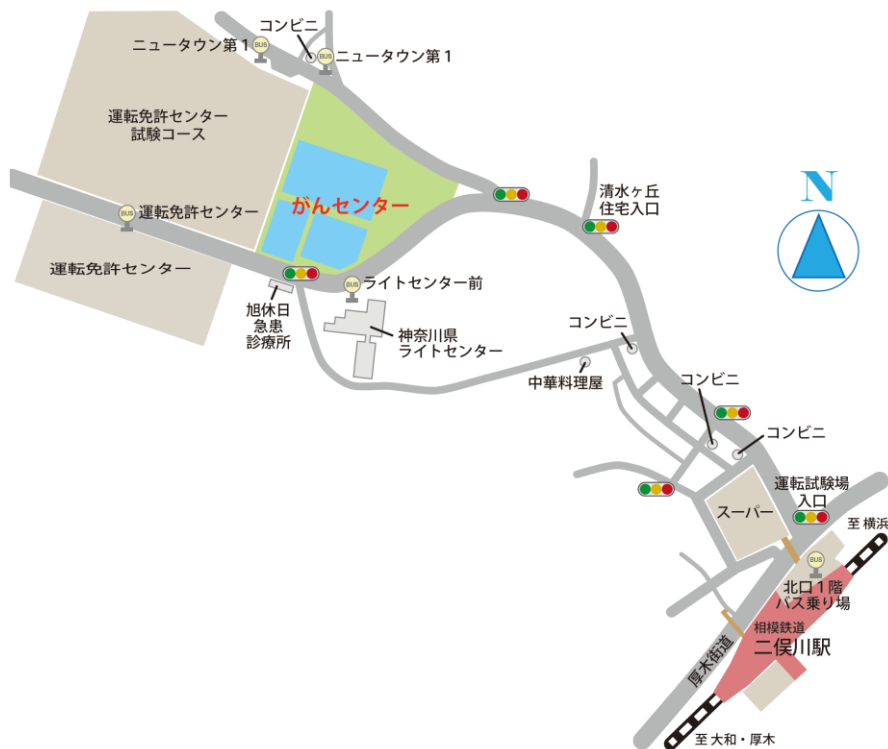 コンビニ
ニュータウン第1
BUS
BUS
ニュータウン第1
運転免許センター
試験コース
がんセンター
BUS
運転免許センター
運転免許センター
清水ヶ丘
住宅入口
N
BUS
ライトセンター前
旭休日
急患
診療所
神奈川県
ライトセンター
コンビニ
中華料理屋
コンビニ
コンビニ
運転試験場
入口
スーパー
至 横浜
BUS
北口1階
バス乗り場
相模鉄道
二俣川駅
厚木街道
至 大和・厚木